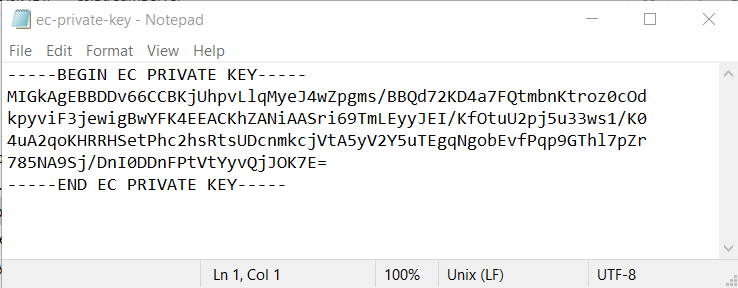 ec-private-key - Notepad
File Edit Format View Help
-----BEGIN EC PRIVATE KEY-----
MIGkAgEBBDDv66CCBKjUhpvLlqMyeJ4wZpgms/BBQd72KD4a7FQtmbnKtroz0cOd
kpyviF3jewigBwYFK4EEACKhZANiAASri69TmLEyyJEI/KfOtuU2pj5u33ws1/K0
4uA2qoKHRRHSetPhc2hsRtsUDcnmkcjVtA5yV2Y5uTEgqNgobEvfPqp9GThl7pZr
785NA9Sj/DnI0DDnFPtVtYyvQjJOK7E=
-----END EC PRIVATE KEY-----
Ln 1, Col 1 100% Unix (LF) UTF-8